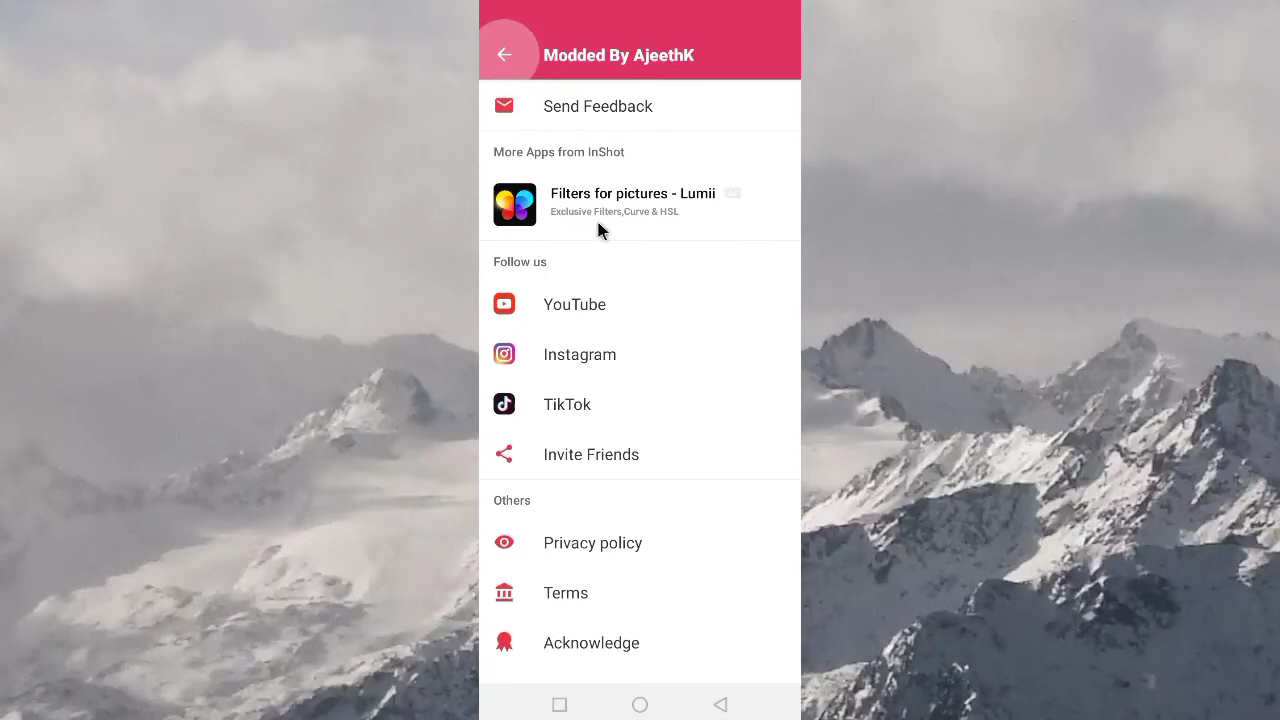 Modded By AjeethK
Send Feedback
More Apps from InShot
Filters for pictures - Lumii
Exclusive Filters,Curve & HSL
Follow us
YouTube
Instagram
TikTok
Invite Friends
Others
Privacy policy
Terms
Acknowledge